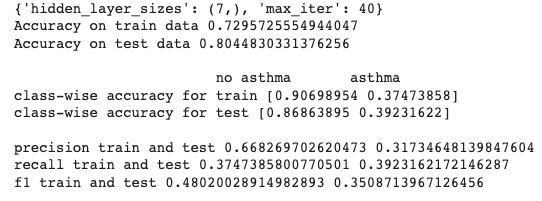 {'hidden_layer_sizes': (7,), 'max_iter': 40}
Accuracy on train data 0.7295725554944047
Accuracy on test data 0.8044830331376256
no asthma asthma
class-wise accuracy for train [0.90698954 0.37473858]
class-wise accuracy for test [0.86863895 0.39231622]
precision train and test 0.668269702620473 0.31734648139847604
recall train and test 0.3747385800770501 0.3923162172146287
f1 train and test 0.48020028914982893 0.3508713967126456